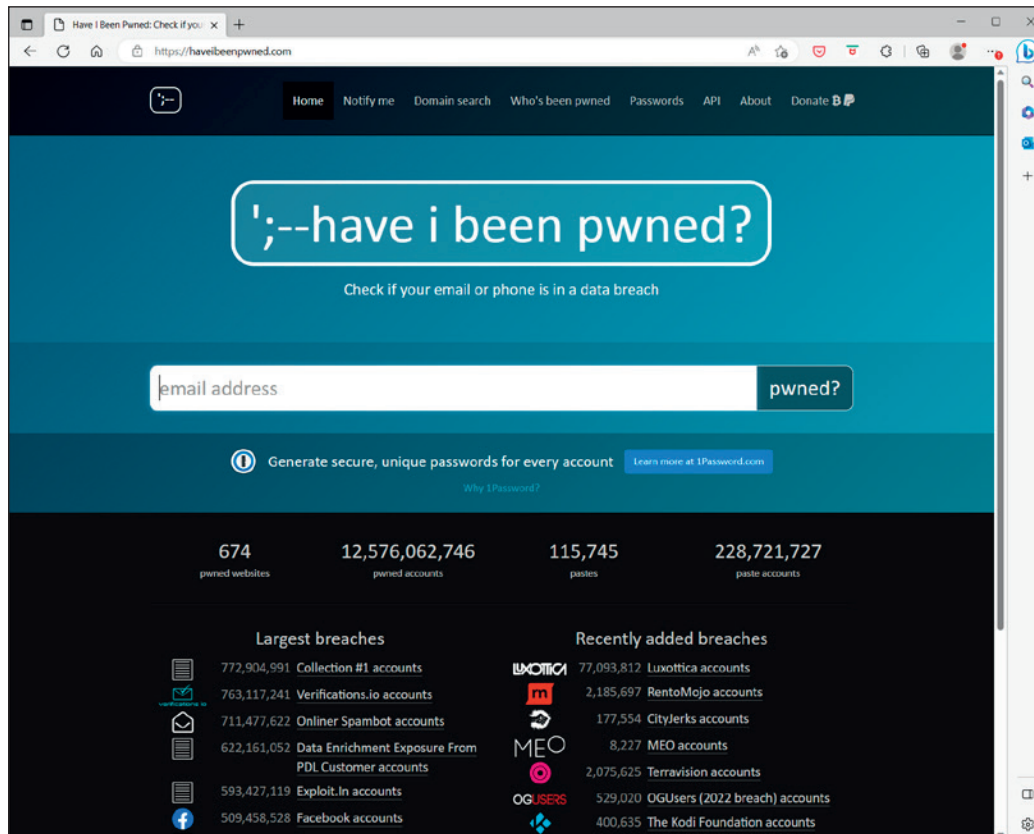 Have I Been Pwned: Check if you
https://haveibeenpwned.com
';--
Home Notify me Domain search Who's been pwned Passwords API About Donate
';--have i been pwned?
Check if your email or phone is in a data breach
email address pwned?
Generate secure, unique passwords for every account Learn more at 1Password.com
Why 1Password?
674 12,576,062,746 115,745 228,721,727
pwned websites pwned accounts pastes paste accounts
Largest breaches
772,904,991 Collection #1 accounts
verifications.io
763,117,241 Verifications.io accounts
711,477,622 Onliner Spambot accounts
622,161,052 Data Enrichment Exposure From
PDL Customer accounts
593,427,119 Exploit.In accounts
509,458,528 Facebook accounts
Recently added breaches
LUXOTTICA 77,093,812 Luxottica accounts
m 2,185,697 RentoMojo accounts
177,554 CityJerks accounts
MEO 8,227 MEO accounts
2,075,625 Terravision accounts
OGUSERS 529,020 OGUsers (2022 breach) accounts
400,635 The Kodi Foundation accounts